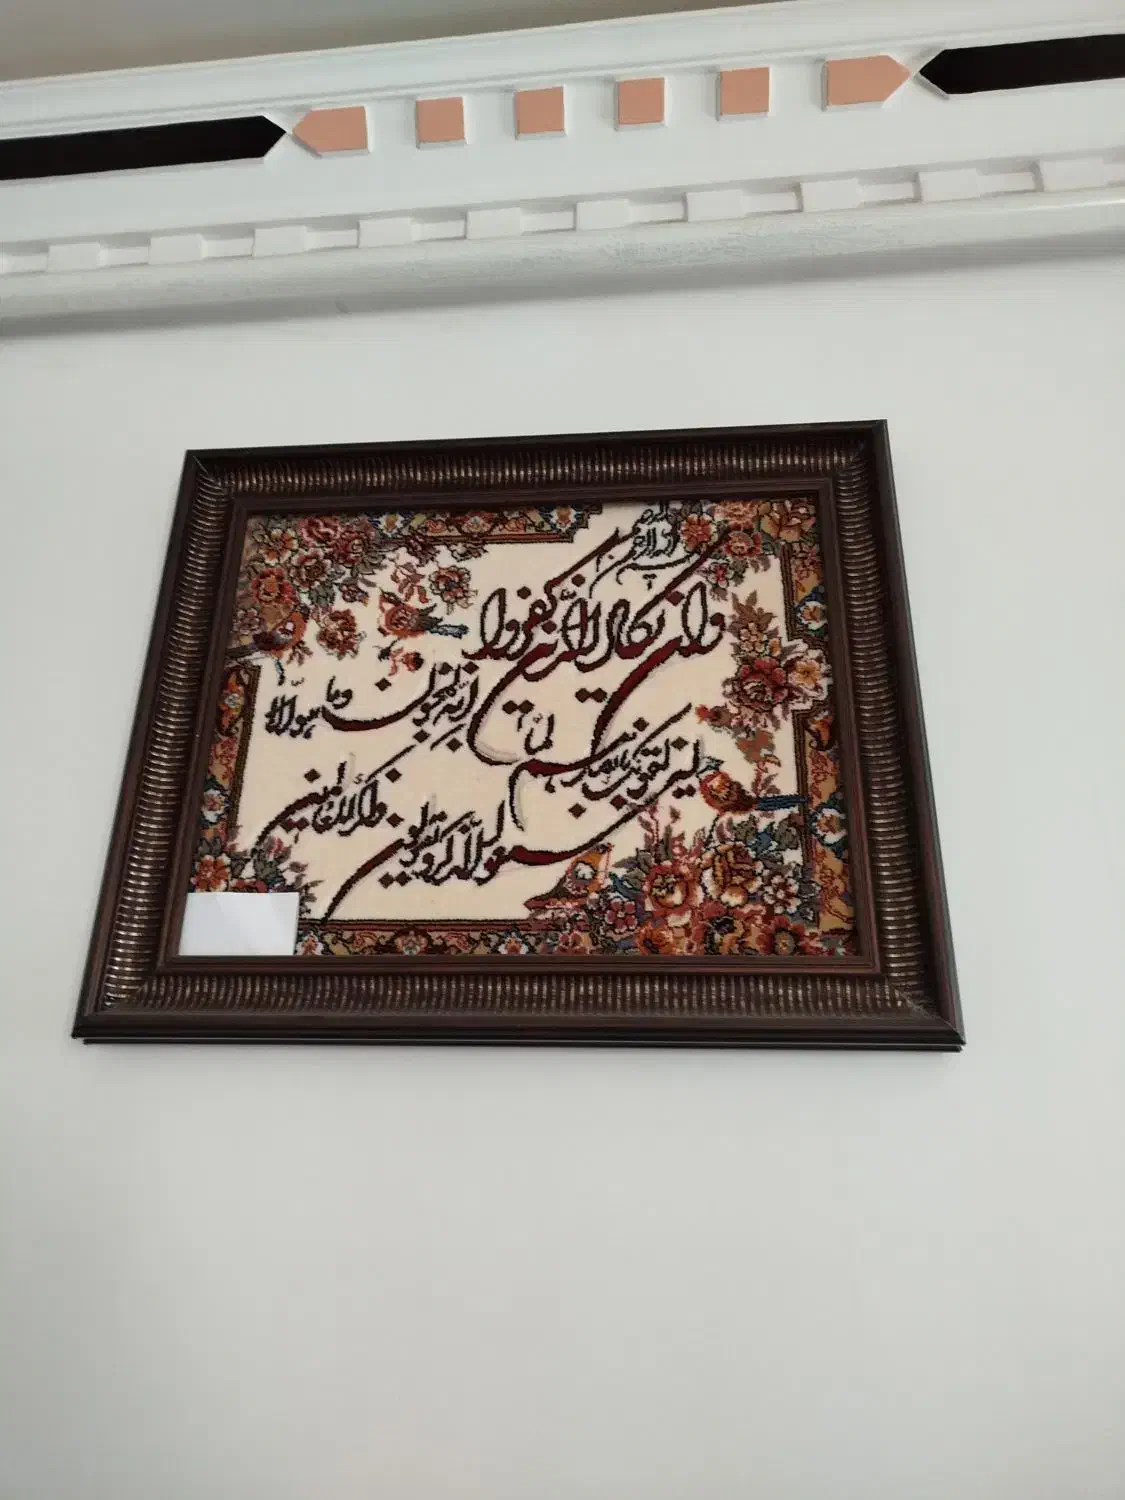 بسم الله الرحمن الرحیم
وان یکاد الذین کفروا
لیزلقونک بابصارهم لما
سمعوا الذکر ویقولون
انه لمجنون وما هو الا
ذکر للعالمین